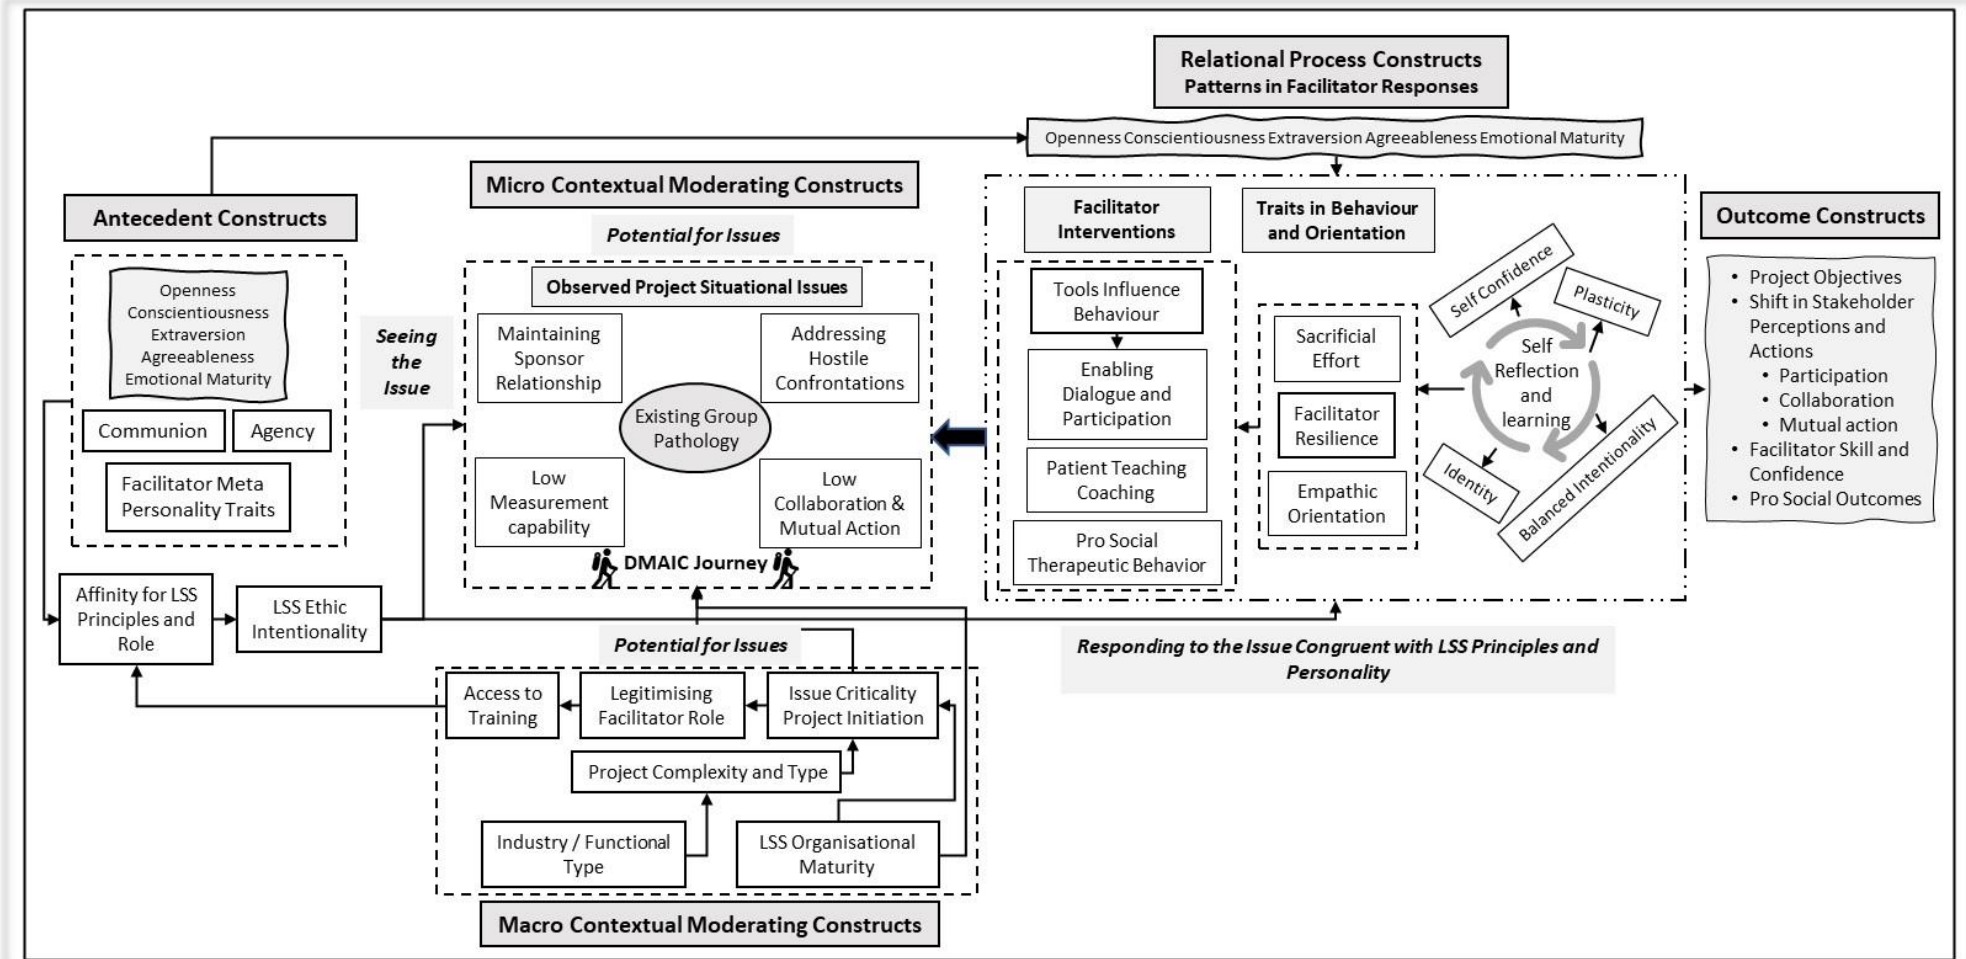 Relational Process Constructs
Patterns in Facilitator Responses
Openness Conscientiousness Extraversion Agreeableness Emotional Maturity
Antecedent Constructs
Openness
Conscientiousness
Extraversion
Agreeableness
Emotional Maturity
Communion
Agency
Facilitator Meta
Personality Traits
Affinity for LSS
Principles and
Role
LSS Ethic
Intentionality
Seeing
the
Issue
Micro Contextual Moderating Constructs
Potential for Issues
Observed Project Situational Issues
Maintaining
Sponsor
Relationship
Addressing
Hostile
Confrontations
Existing Group
Pathology
Low
Measurement
capability
Low
Collaboration &
Mutual Action
DMAIC Journey
Facilitator
Interventions
Tools Influence
Behaviour
Enabling
Dialogue and
Participation
Patient Teaching
Coaching
Pro Social
Therapeutic Behavior
Traits in Behaviour
and Orientation
Sacrificial
Effort
Facilitator
Resilience
Empathic
Orientation
Self Confidence
Plasticity
Self
Reflection
and
learning
Identity
Balanced Intentionality
Outcome Constructs
• Project Objectives
• Shift in Stakeholder
Perceptions and
Actions
• Participation
• Collaboration
• Mutual action
• Facilitator Skill and
Confidence
• Pro Social Outcomes
Responding to the Issue Congruent with LSS Principles and
Personality
Potential for Issues
Access to
Training
Legitimising
Facilitator Role
Issue Criticality
Project Initiation
Project Complexity and Type
Industry / Functional
Type
LSS Organisational
Maturity
Macro Contextual Moderating Constructs